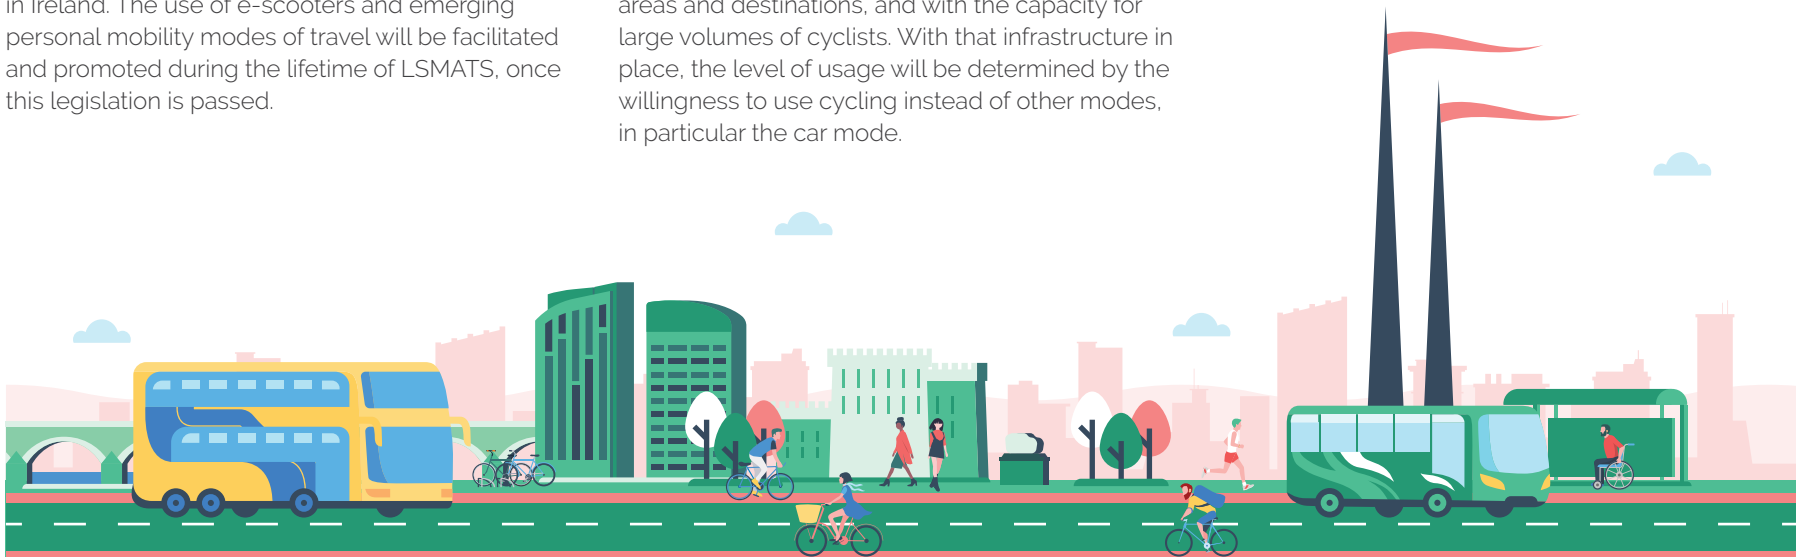 in Ireland. The use of e-scooters and emerging
personal mobility modes of travel will be facilitated
and promoted during the lifetime of LSMATS, once
this legislation is passed.
areas and destinations, and with the capacity for
large volumes of cyclists. With that infrastructure in
place, the level of usage will be determined by the
willingness to use cycling instead of other modes,
in particular the car mode.